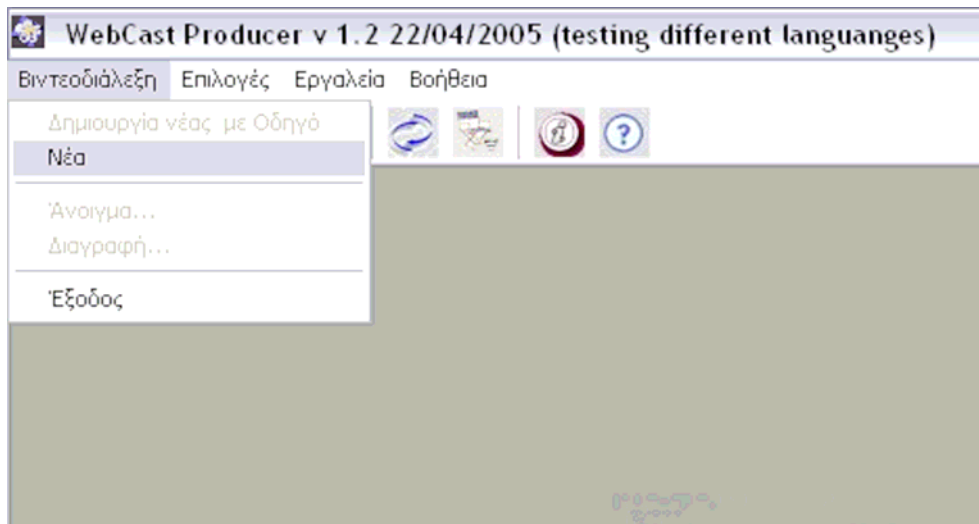 WebCast Producer v 1.2 22/04/2005 (testing different languanges)
Βιντεοδιάλεξη Επιλογές Εργαλεία Βοήθεια
Δημιουργία νέας με Οδηγό
Νέα
Άνοιγμα...
Διαγραφή...
Έξοδος